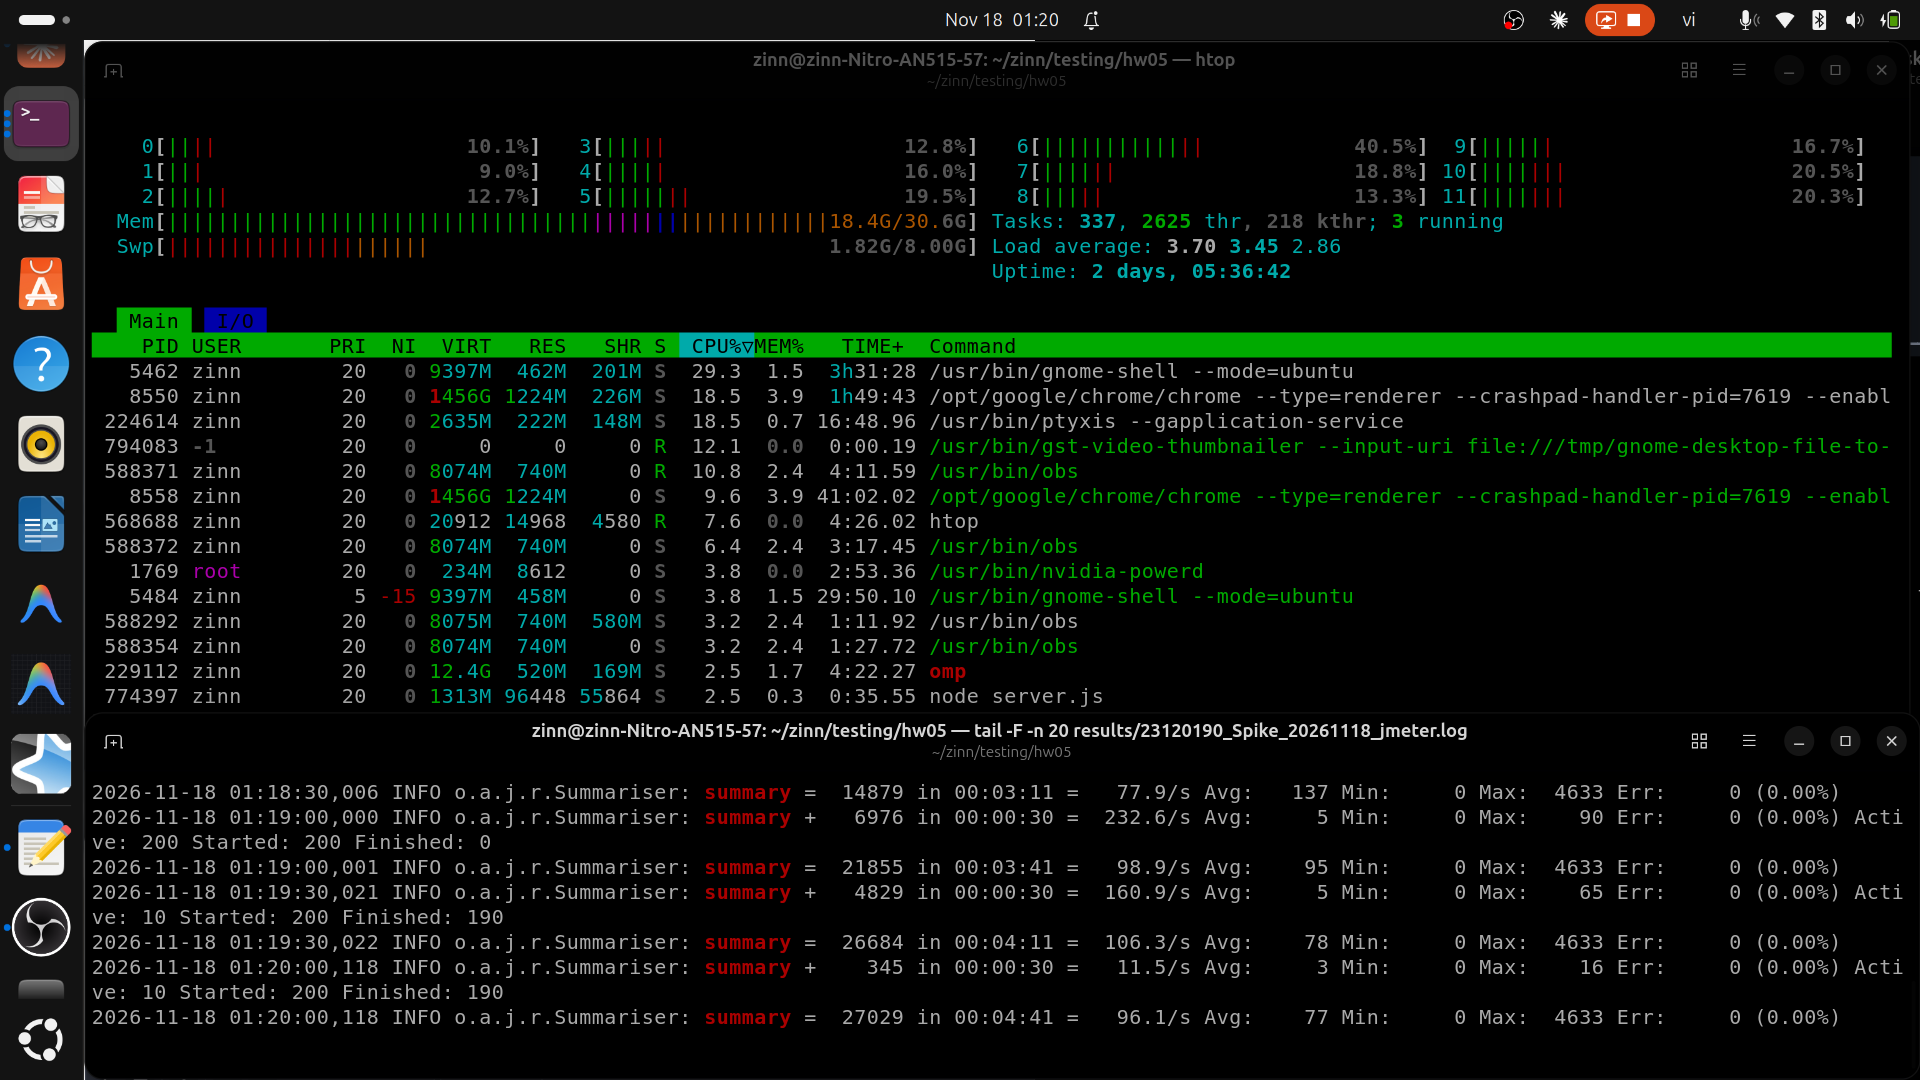 Nov 18 01:20
vi
zinn@zinn-Nitro-AN515-57: ~/zinn/testing/hw05 — htop
~/zinn/testing/hw05
0[||||  10.1%]  3[|||||  12.8%]  6[|||||||||||||  40.5%]  9[||||||  16.7%]
1[|||  9.0%]  4[|||||  16.0%]  7[||||||  18.8%] 10[|||||||  20.5%]
2[|||||  12.7%]  5[|||||||  19.5%]  8[|||||  13.3%] 11[|||||||  20.3%]
Mem[|||||||||||||||||||||||||||||||||||||||||||||||||||||18.4G/30.6G] Tasks: 337, 2625 thr, 218 kthr; 3 running
Swp[|||||||||||||||||||||  1.82G/8.00G] Load average: 3.70 3.45 2.86
Uptime: 2 days, 05:36:42
Main I/O
PID USER PRI NI VIRT RES SHR S CPU%▽MEM% TIME+ Command
5462 zinn 20 0 9397M 462M 201M S 29.3 1.5 3h31:28 /usr/bin/gnome-shell --mode=ubuntu
8550 zinn 20 0 1456G 1224M 226M S 18.5 3.9 1h49:43 /opt/google/chrome/chrome --type=renderer --crashpad-handler-pid=7619 --enabl
224614 zinn 20 0 2635M 222M 148M S 18.5 0.7 16:48.96 /usr/bin/ptyxis --gapplication-service
794083 -1 20 0 0 0 0 R 12.1 0.0 0:00.19 /usr/bin/gst-video-thumbnailer --input-uri file:///tmp/gnome-desktop-file-to-
588371 zinn 20 0 8074M 740M 0 R 10.8 2.4 4:11.59 /usr/bin/obs
8558 zinn 20 0 1456G 1224M 0 S 9.6 3.9 41:02.02 /opt/google/chrome/chrome --type=renderer --crashpad-handler-pid=7619 --enabl
568688 zinn 20 0 20912 14968 4580 R 7.6 0.0 4:26.02 htop
588372 zinn 20 0 8074M 740M 0 S 6.4 2.4 3:17.45 /usr/bin/obs
1769 root 20 0 234M 8612 0 S 3.8 0.0 2:53.36 /usr/bin/nvidia-powerd
5484 zinn 5 -15 9397M 458M 0 S 3.8 1.5 29:50.10 /usr/bin/gnome-shell --mode=ubuntu
588292 zinn 20 0 8075M 740M 580M S 3.2 2.4 1:11.92 /usr/bin/obs
588354 zinn 20 0 8074M 740M 0 S 3.2 2.4 1:27.72 /usr/bin/obs
229112 zinn 20 0 12.4G 520M 169M S 2.5 1.7 4:22.27 omp
774397 zinn 20 0 1313M 96448 55864 S 2.5 0.3 0:35.55 node server.js
zinn@zinn-Nitro-AN515-57: ~/zinn/testing/hw05 — tail -F -n 20 results/23120190_Spike_20261118_jmeter.log
~/zinn/testing/hw05
2026-11-18 01:18:30,006 INFO o.a.j.r.Summariser: summary = 14879 in 00:03:11 = 77.9/s Avg: 137 Min: 0 Max: 4633 Err: 0 (0.00%)
2026-11-18 01:19:00,000 INFO o.a.j.r.Summariser: summary + 6976 in 00:00:30 = 232.6/s Avg: 5 Min: 0 Max: 90 Err: 0 (0.00%) Acti
ve: 200 Started: 200 Finished: 0
2026-11-18 01:19:00,001 INFO o.a.j.r.Summariser: summary = 21855 in 00:03:41 = 98.9/s Avg: 95 Min: 0 Max: 4633 Err: 0 (0.00%)
2026-11-18 01:19:30,021 INFO o.a.j.r.Summariser: summary + 4829 in 00:00:30 = 160.9/s Avg: 5 Min: 0 Max: 65 Err: 0 (0.00%) Acti
ve: 10 Started: 200 Finished: 190
2026-11-18 01:19:30,022 INFO o.a.j.r.Summariser: summary = 26684 in 00:04:11 = 106.3/s Avg: 78 Min: 0 Max: 4633 Err: 0 (0.00%)
2026-11-18 01:20:00,118 INFO o.a.j.r.Summariser: summary + 345 in 00:00:30 = 11.5/s Avg: 3 Min: 0 Max: 16 Err: 0 (0.00%) Acti
ve: 10 Started: 200 Finished: 190
2026-11-18 01:20:00,118 INFO o.a.j.r.Summariser: summary = 27029 in 00:04:41 = 96.1/s Avg: 77 Min: 0 Max: 4633 Err: 0 (0.00%)